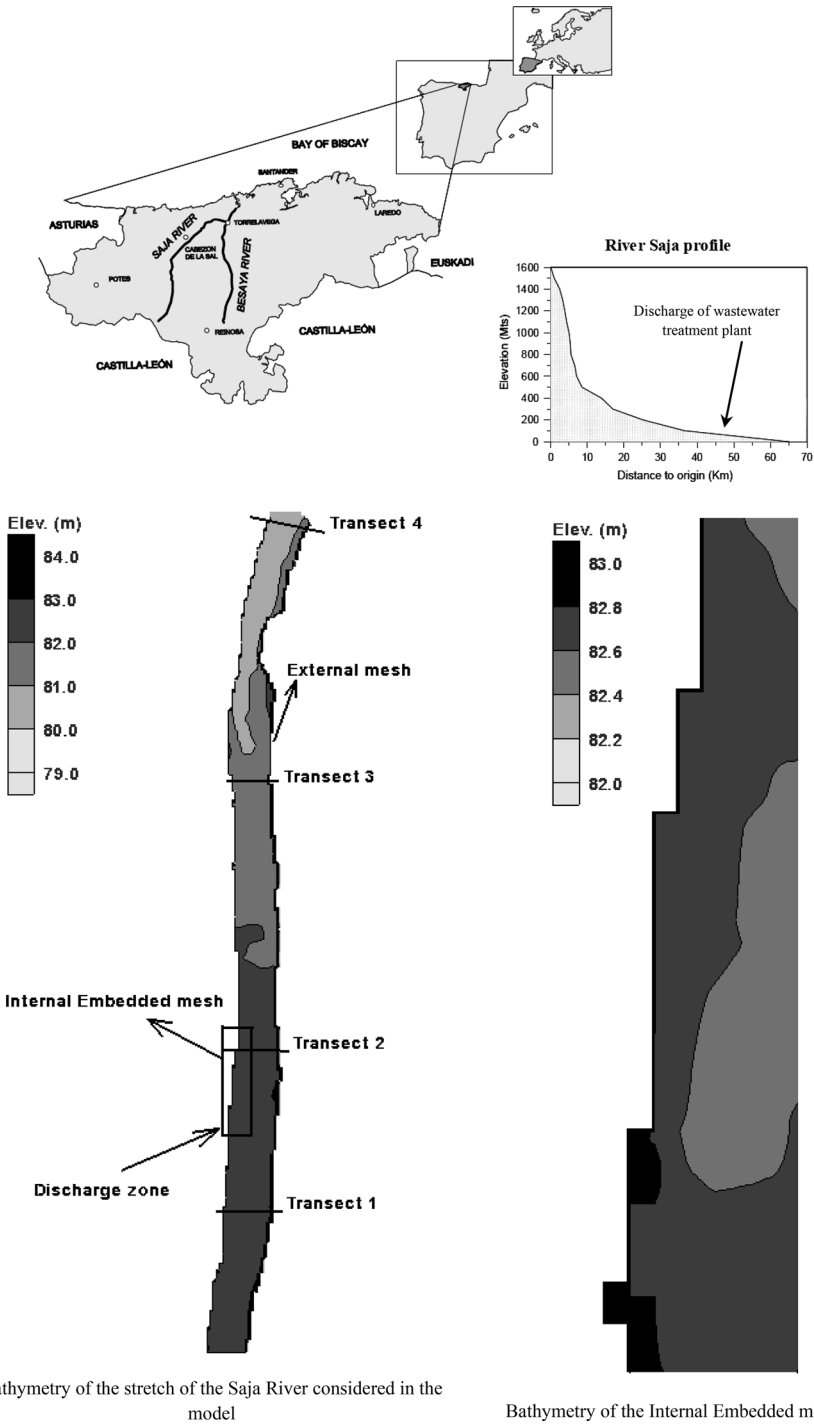 BAY OF BISCAY
SANTANDER
ASTURIAS
SAJA RIVER
TORRELAVEGA
LAREDO
CABEZON
DE LA SAL
BESAYA RIVER
EUSKADI
POTES
REINOSA
CASTILLA-LEÓN
CASTILLA-LEÓN
River Saja profile
Discharge of wastewater
treatment plant
Elevation (Mts)
1600
1400
1200
1000
800
600
400
200
0
0 10 20 30 40 50 60 70
Distance to origin (Km)
Elev. (m)
84.0
83.0
82.0
81.0
80.0
79.0
Transect 4
External mesh
Transect 3
Internal Embedded mesh
Transect 2
Discharge zone
Transect 1
athymetry of the stretch of the Saja River considered in the
model
Elev. (m)
83.0
82.8
82.6
82.4
82.2
82.0
Bathymetry of the Internal Embedded m